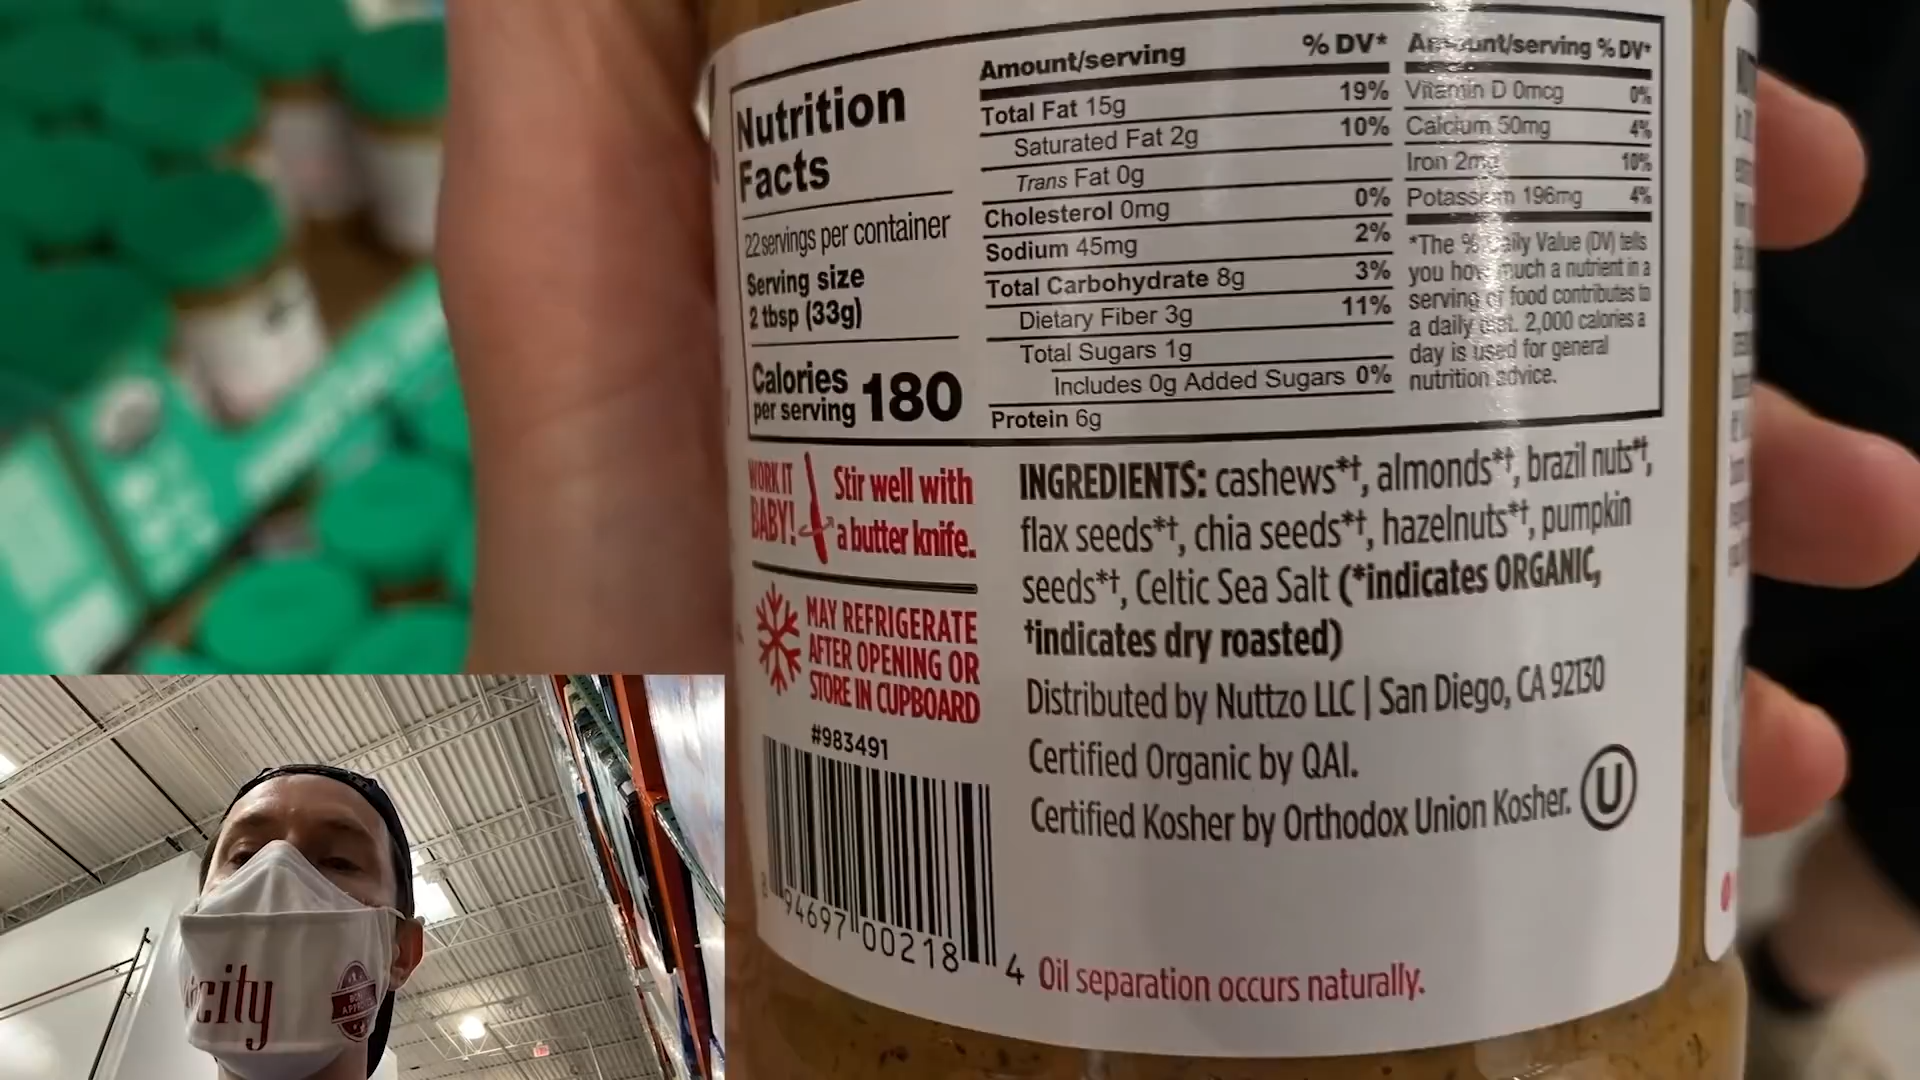 Nutrition
Facts
22 servings per container
Serving size
2 tbsp (33g)
Calories
per serving 180
Amount/serving % DV*
Total Fat 15g 19%
Saturated Fat 2g 10%
Trans Fat 0g
Cholesterol 0mg 0%
Sodium 45mg 2%
Total Carbohydrate 8g 3%
Dietary Fiber 3g 11%
Total Sugars 1g
Includes 0g Added Sugars 0%
Protein 6g
Amount/serving % DV*
Vitamin D 0mcg 0%
Calcium 50mg 4%
Iron 2mg 10%
Potassium 196mg 4%
*The % Daily Value (DV) tells
you how much a nutrient in a
serving of food contributes to
a daily diet. 2,000 calories a
day is used for general
nutrition advice.
WORK IT
BABY!
Stir well with
a butter knife.
MAY REFRIGERATE
AFTER OPENING OR
STORE IN CUPBOARD
#983491
8 94697 00218 4
INGREDIENTS: cashews*†, almonds*†, brazil nuts*†,
flax seeds*†, chia seeds*†, hazelnuts*†, pumpkin
seeds*†, Celtic Sea Salt (*indicates ORGANIC,
†indicates dry roasted)
Distributed by Nuttzo LLC | San Diego, CA 92130
Certified Organic by QAI.
Certified Kosher by Orthodox Union Kosher.
U
Oil separation occurs naturally.
city